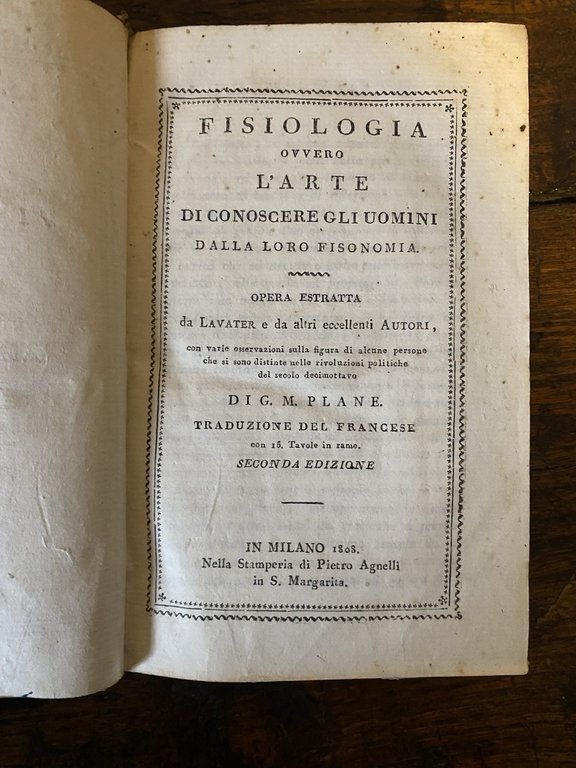 FISIOLOGIA
OVVERO
L'ARTE
DI CONOSCERE GLI UOMINI
DALLA LORO FISONOMIA.
OPERA ESTRATTA
da LAVATER e da altri eccellenti AUTORI,
con varie osservazioni sulla figura di alcune persone
che si sono distinte nelle rivoluzioni politiche
del secolo decimottavo
DI G. M. PLANE.
TRADUZIONE DEL FRANCESE
con 15. Tavole in rame.
SECONDA EDIZIONE
IN MILANO 1808.
Nella Stamperia di Pietro Agnelli
in S. Margarita.